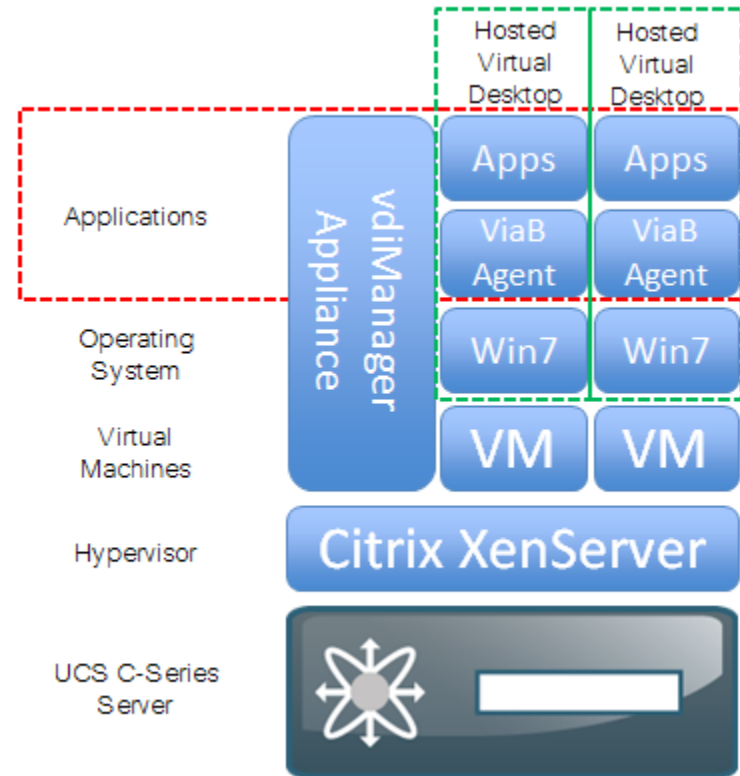 Hosted
Virtual
Desktop
Hosted
Virtual
Desktop
Applications
vdiManager
Appliance
Apps
Apps
ViaB
Agent
ViaB
Agent
Operating
System
Win7
Win7
Virtual
Machines
VM
VM
Hypervisor
Citrix XenServer
UCS C-Series
Server